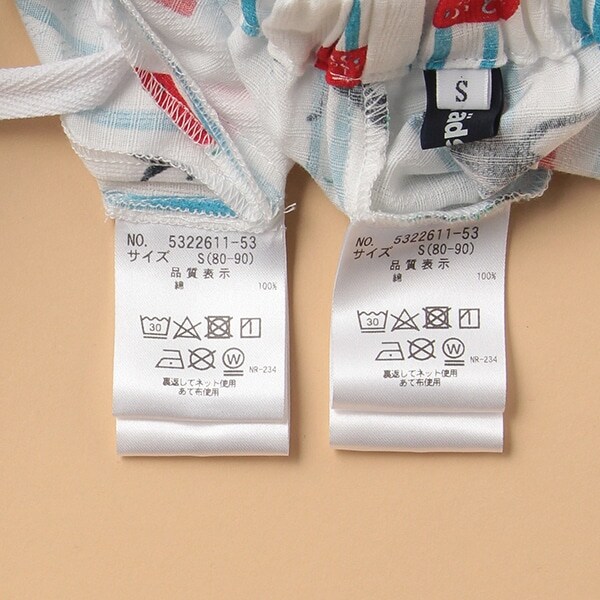 S
NO. 5322611-53
サイズ S(80-90)
品質表示
綿 100%
30
W
NR-234
裏返してネット使用
あて布使用
NO. 5322611-53
サイズ S(80-90)
品質表示
綿 100%
30
W
NR-234
裏返してネット使用
あて布使用